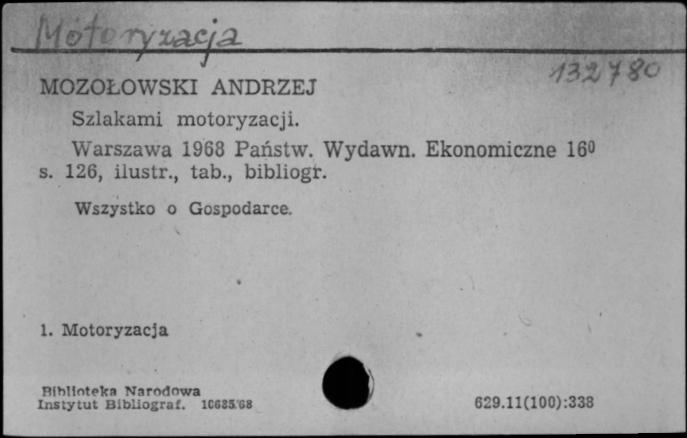 Motoryzacja
132780
MOZOŁOWSKI ANDRZEJ
Szlakami motoryzacji.
Warszawa 1968 Państw. Wydawn. Ekonomiczne 16⁰
s. 126, ilustr., tab., bibliogr.
Wszystko o Gospodarce.
1. Motoryzacja
Biblioteka Narodowa
Instytut Bibliograf. 10635/68
629.11(100):338